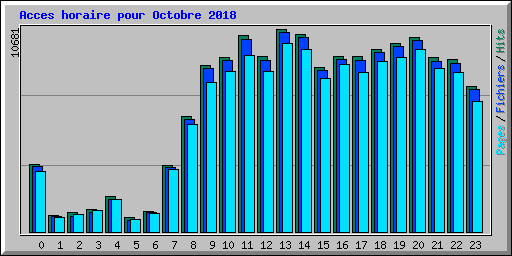 Acces horaire pour Octobre 2018
10681
Pages/Fichiers/Hits
0 1 2 3 4 5 6 7 8 9 10 11 12 13 14 15 16 17 18 19 20 21 22 23